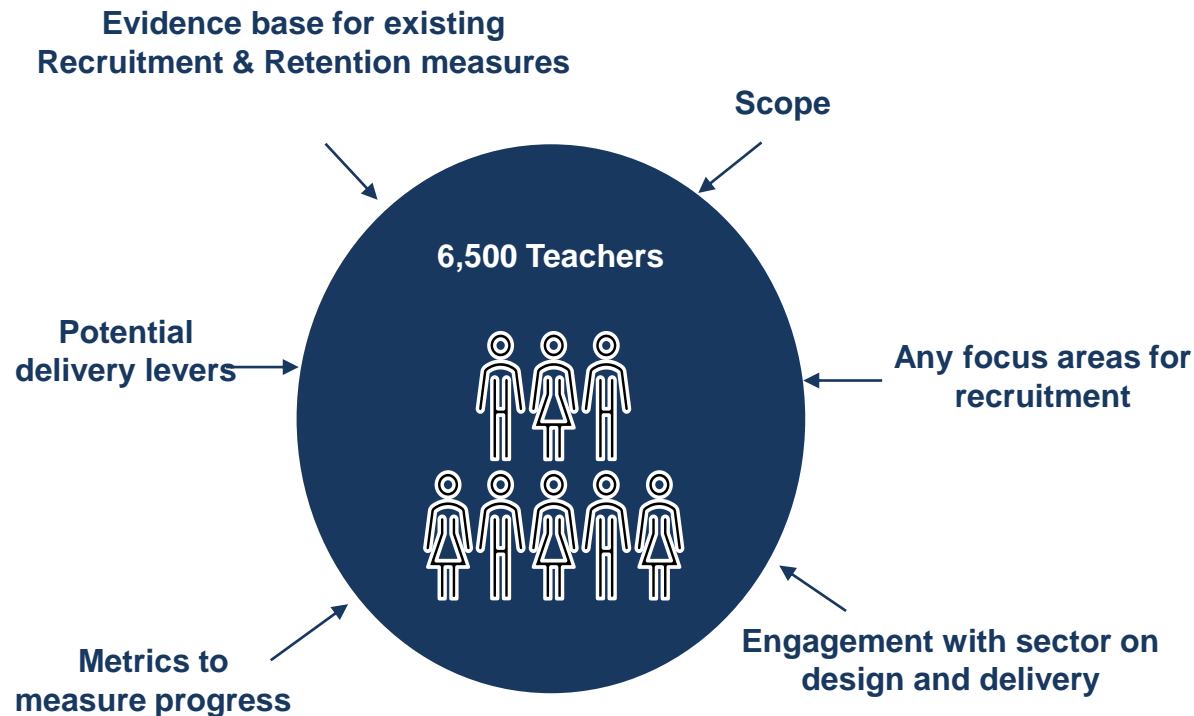 Evidence base for existing
Recruitment & Retention measures
Scope
6,500 Teachers
Potential
delivery levers
Any focus areas for
recruitment
Metrics to
measure progress
Engagement with sector on
design and delivery